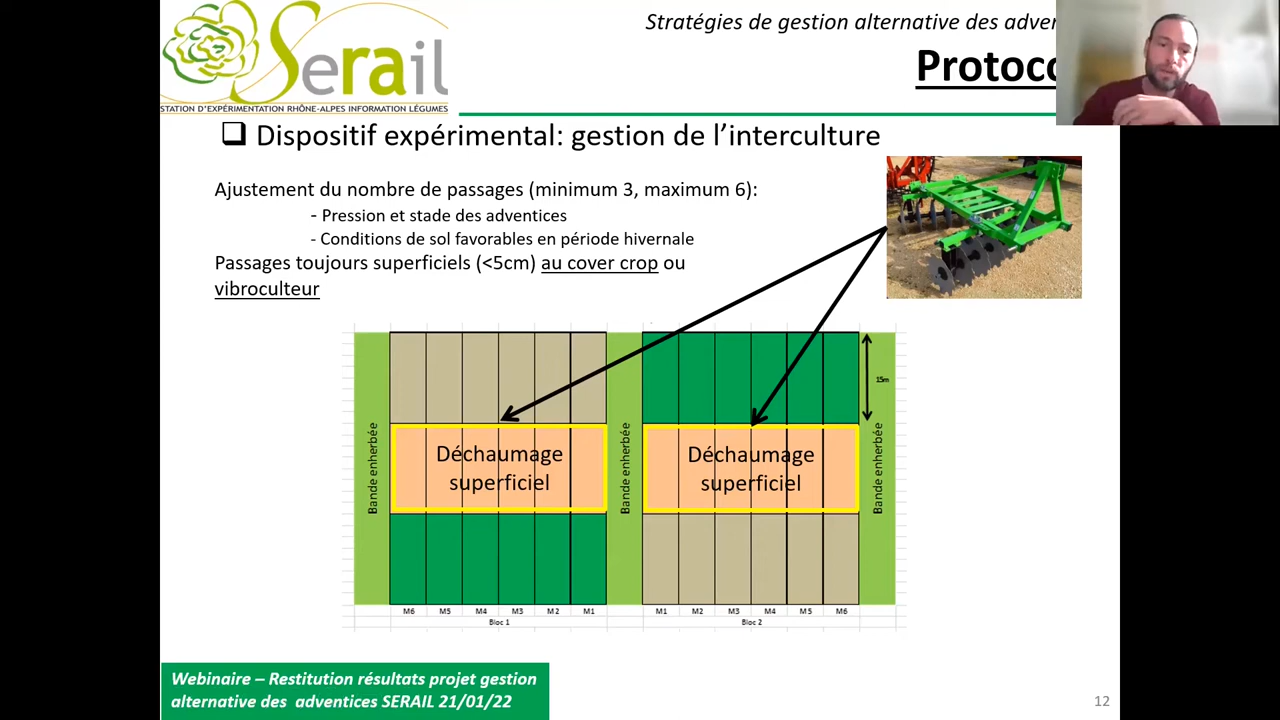 Serail
STATION D'EXPÉRIMENTATION RHÔNE-ALPES INFORMATION LÉGUMES
Stratégies de gestion alternative des adven
Protoco
❑ Dispositif expérimental: gestion de l'interculture
Ajustement du nombre de passages (minimum 3, maximum 6):
- Pression et stade des adventices
- Conditions de sol favorables en période hivernale
Passages toujours superficiels (<5cm) au cover crop ou
vibroculteur
15m
Bande enherbée
Déchaumage
superficiel
Bande enherbée
Déchaumage
superficiel
Bande enherbée
M6 M5 M4 M3 M2 M1 M1 M2 M3 M4 M5 M6
Bloc 1 Bloc 2
Webinaire – Restitution résultats projet gestion
alternative des adventices SERAIL 21/01/22
12